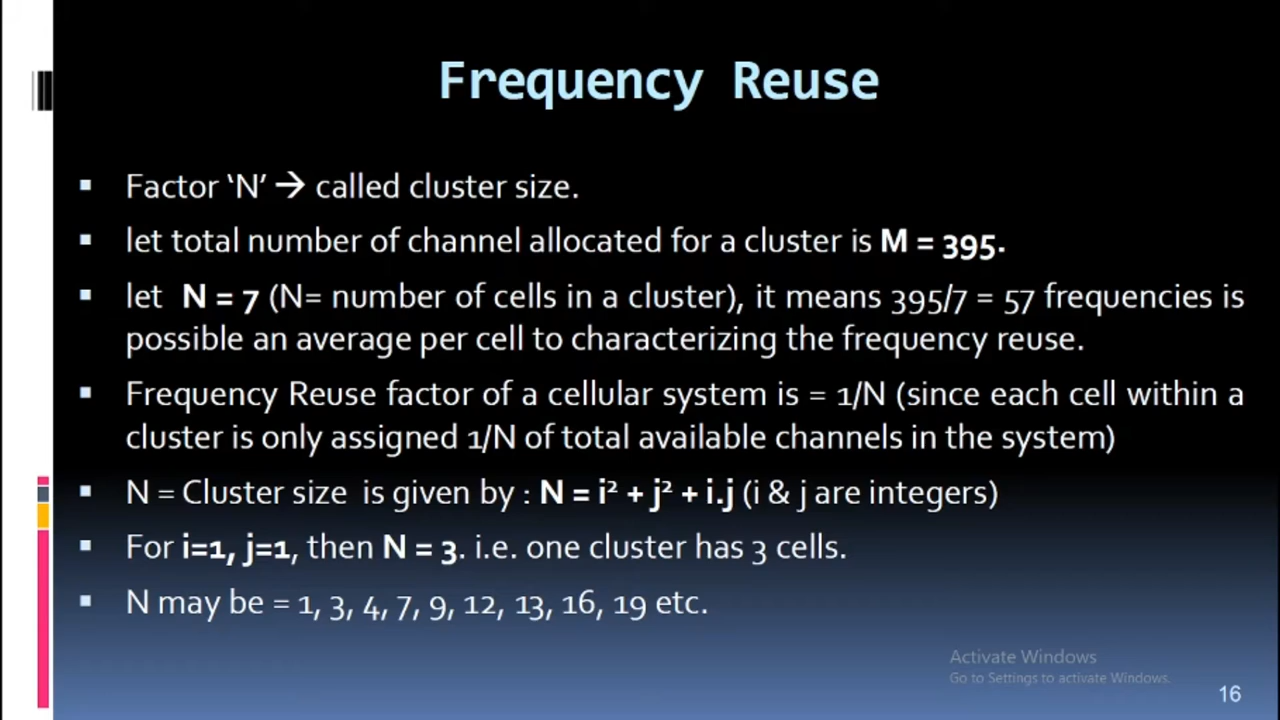 Frequency Reuse
Factor ‘N’ → called cluster size.
let total number of channel allocated for a cluster is M = 395.
let N = 7 (N= number of cells in a cluster), it means 395/7 = 57 frequencies is
possible an average per cell to characterizing the frequency reuse.
Frequency Reuse factor of a cellular system is = 1/N (since each cell within a
cluster is only assigned 1/N of total available channels in the system)
N = Cluster size is given by : N = i² + j² + i.j (i & j are integers)
For i=1, j=1, then N = 3. i.e. one cluster has 3 cells.
N may be = 1, 3, 4, 7, 9, 12, 13, 16, 19 etc.
Activate Windows
Go to Settings to activate Windows.
16